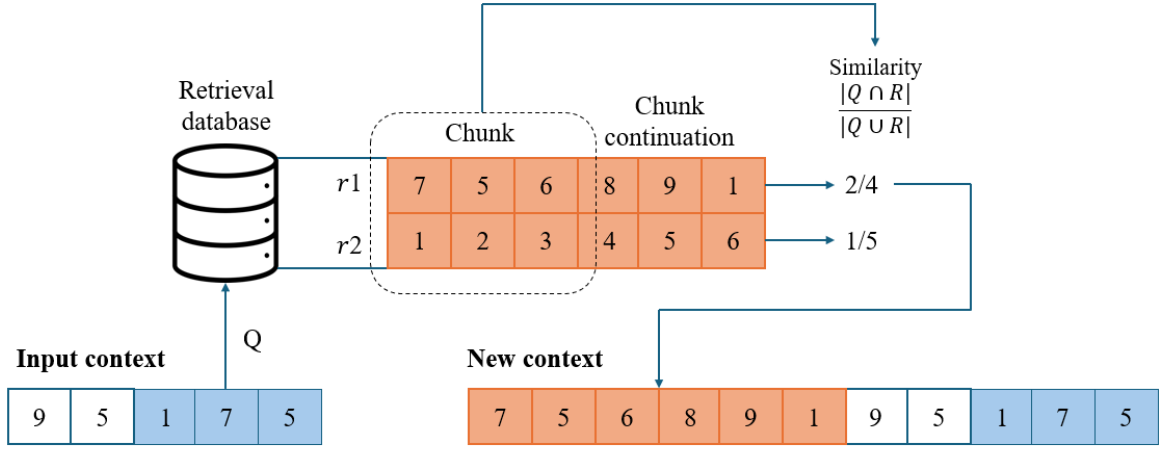 Similarity
|Q ∩ R|
|Q ∪ R|
Retrieval
database
Chunk
Chunk
continuation
r1 7 5 6 8 9 1 2/4
r2 1 2 3 4 5 6 1/5
Q
Input context
New context
9 5 1 7 5
7 5 6 8 9 1 9 5 1 7 5